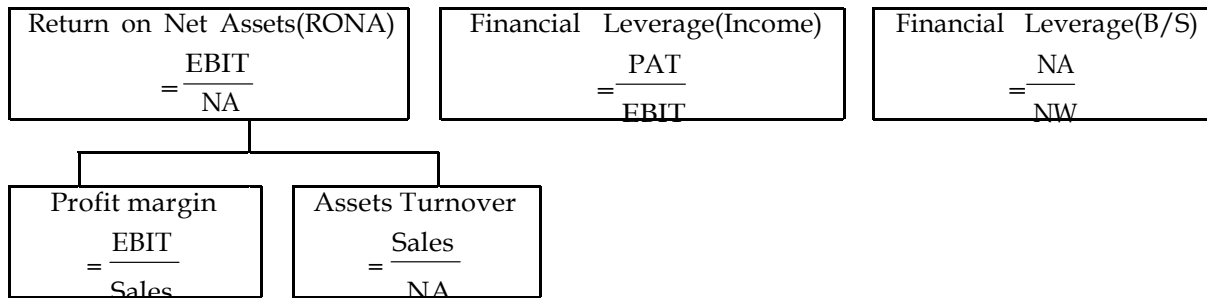 Return on Net Assets(RONA)
= EBIT
NA
Financial Leverage(Income)
= PAT
EBIT
Financial Leverage(B/S)
= NA
NW
Profit margin
= EBIT
Sales
Assets Turnover
= Sales
NA